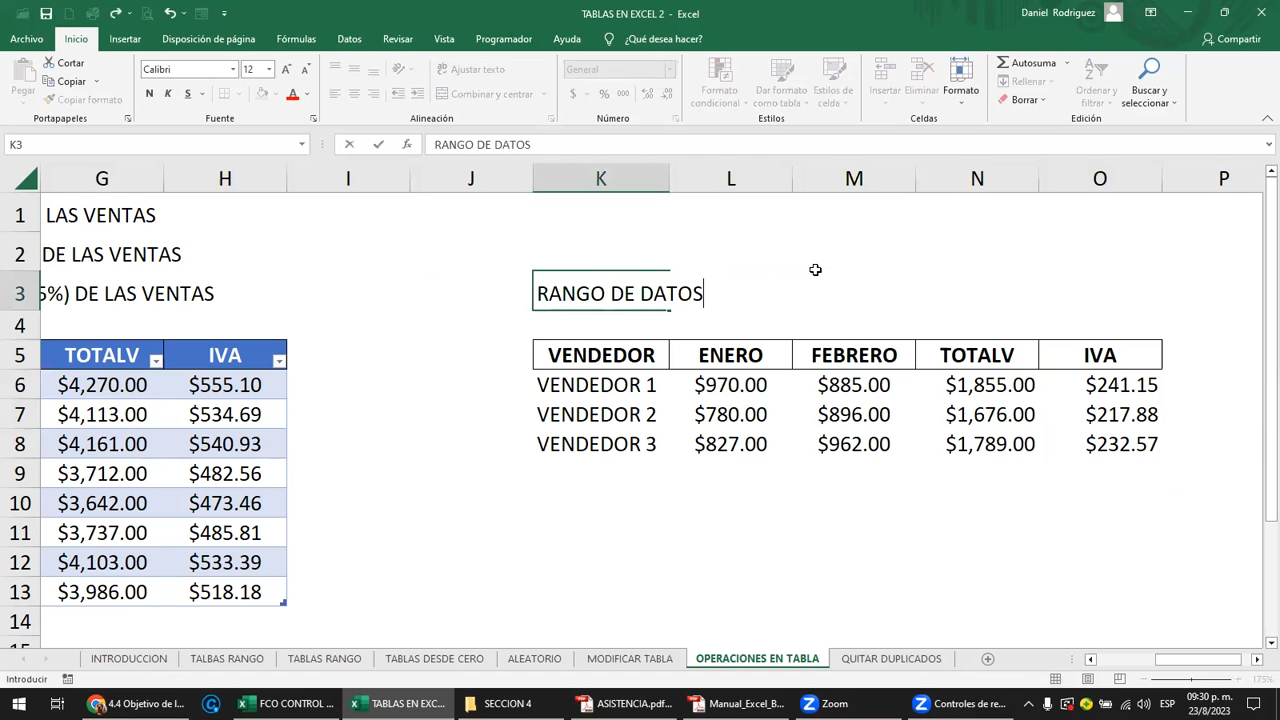 TABLAS EN EXCEL 2 - Excel
Daniel Rodriguez
Archivo Inicio Insertar Disposición de página Fórmulas Datos Revisar Vista Programador Ayuda ¿Qué desea hacer? Compartir
Pegar
Cortar
Copiar
Copiar formato
Portapapeles
Calibri 12
N K S
Fuente
Ajustar texto
Combinar y centrar
Alineación
General
$ % 000
Número
Formato condicional
Dar formato como tabla
Estilos de celda
Estilos
Insertar Eliminar Formato
Celdas
Autosuma
Rellenar
Borrar
Ordenar y filtrar
Buscar y seleccionar
Edición
K3 fx RANGO DE DATOS
G H I J K L M N O P
1 LAS VENTAS
2 DE LAS VENTAS
3 5%) DE LAS VENTAS RANGO DE DATOS
4
5 TOTALV IVA VENDEDOR ENERO FEBRERO TOTALV IVA
6 $4,270.00 $555.10 VENDEDOR 1 $970.00 $885.00 $1,855.00 $241.15
7 $4,113.00 $534.69 VENDEDOR 2 $780.00 $896.00 $1,676.00 $217.88
8 $4,161.00 $540.93 VENDEDOR 3 $827.00 $962.00 $1,789.00 $232.57
9 $3,712.00 $482.56
10 $3,642.00 $473.46
11 $3,737.00 $485.81
12 $4,103.00 $533.39
13 $3,986.00 $518.18
14
15
INTRODUCCION TALBAS RANGO TABLAS RANGO TABLAS DESDE CERO ALEATORIO MODIFICAR TABLA OPERACIONES EN TABLA QUITAR DUPLICADOS
Introducir 175%
4.4 Objetivo de l... FCO CONTROL ... TABLAS EN EXC... SECCION 4 ASISTENCIA.pdf... Manual_Excel_B... Zoom Controles de re... ESP 09:30 p. m.
23/8/2023